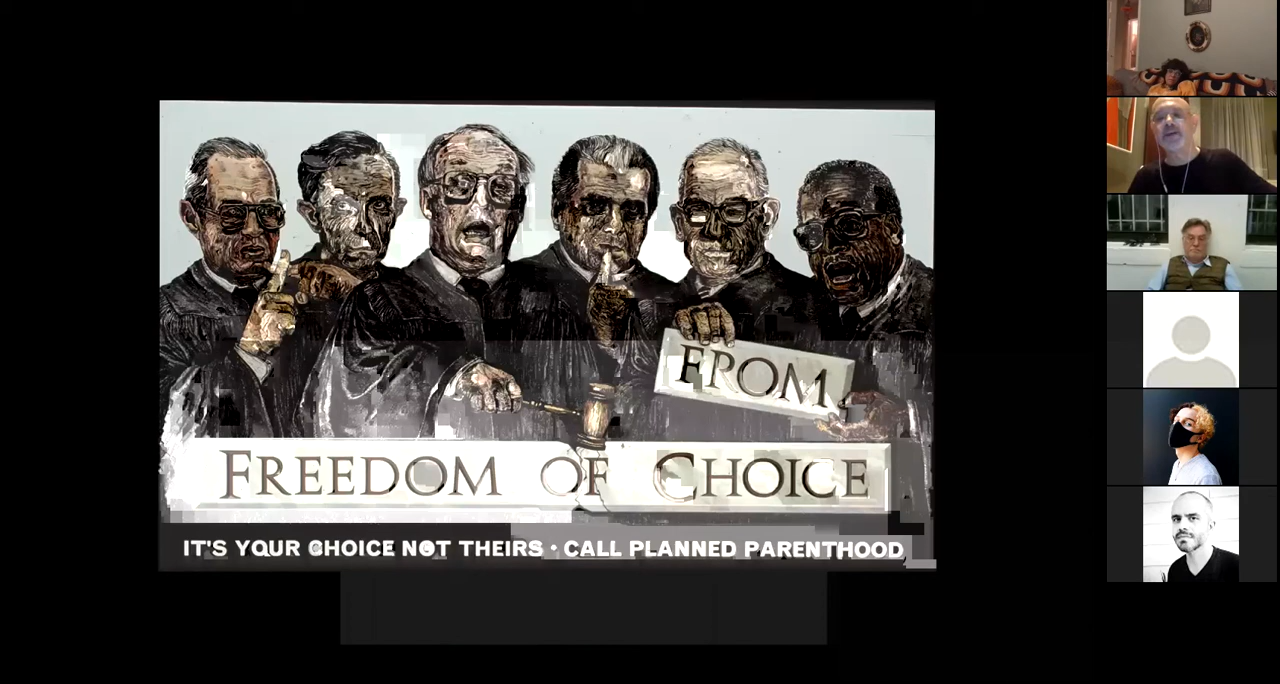 FROM
FREEDOM OF CHOICE
IT'S YOUR CHOICE NOT THEIRS • CALL PLANNED PARENTHOOD